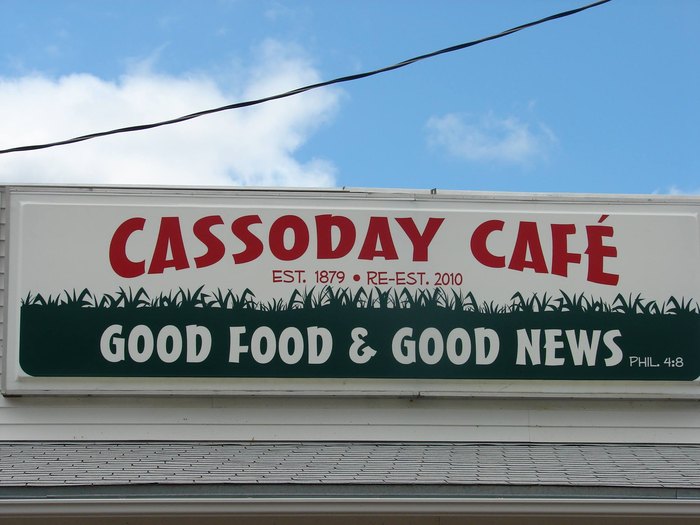 CASSODAY CAFÉ
EST. 1879 • RE-EST. 2010
GOOD FOOD & GOOD NEWS PHIL. 4:8